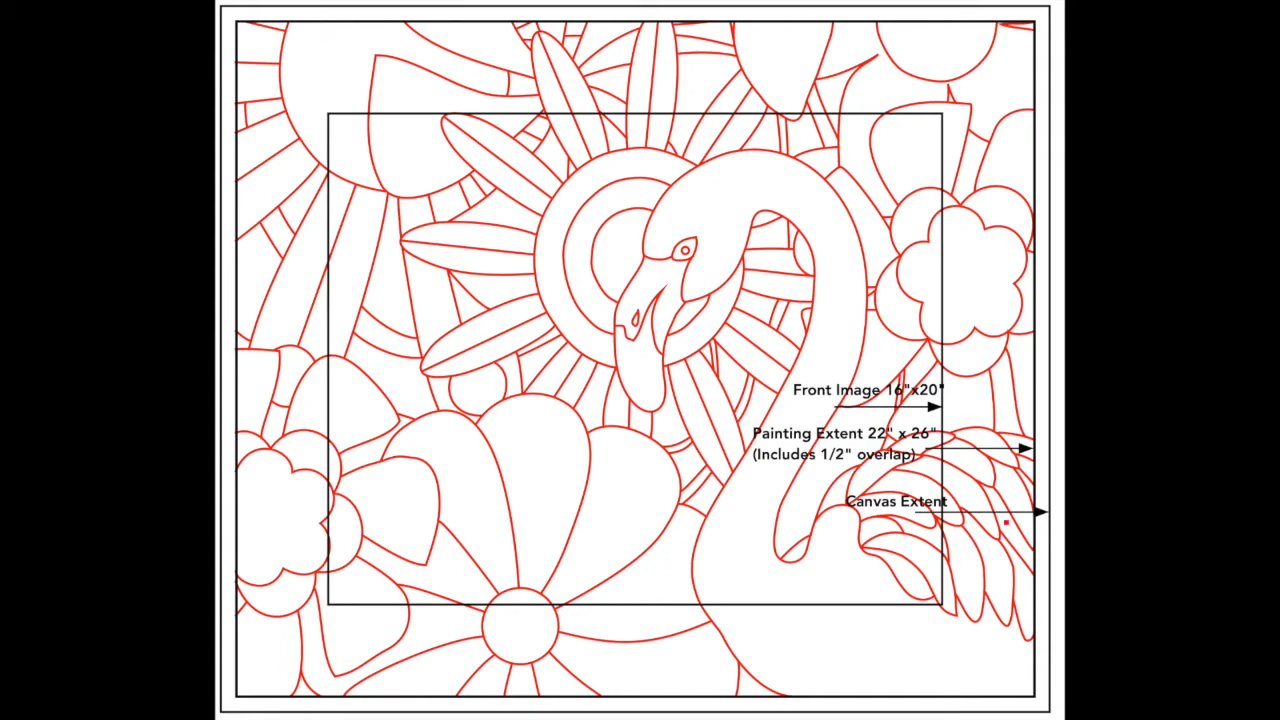 Front Image 16"x20"
Painting Extent 22" x 26"
(Includes 1/2" overlap)
Canvas Extent